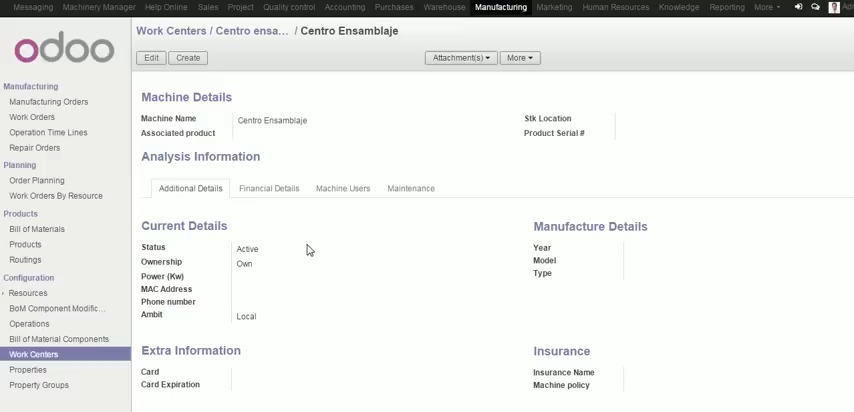 Messaging Machinery Manager Help Online Sales Project Quality control Accounting Purchases Warehouse Manufacturing Marketing Human Resources Knowledge Reporting More
odoo
Work Centers / Centro ensa... / Centro Ensamblaje
Edit Create Attachment(s) More
Manufacturing
Manufacturing Orders
Work Orders
Operation Time Lines
Repair Orders
Planning
Order Planning
Work Orders By Resource
Products
Bill of Materials
Products
Routings
Configuration
Resources
BoM Component Modific...
Operations
Bill of Material Components
Work Centers
Properties
Property Groups
Machine Details
Machine Name Centro Ensamblaje
Associated product
Stk Location
Product Serial #
Analysis Information
Additional Details Financial Details Machine Users Maintenance
Current Details
Status Active
Ownership Own
Power (Kw)
MAC Address
Phone number
Ambit Local
Manufacture Details
Year
Model
Type
Extra Information
Card
Card Expiration
Insurance
Insurance Name
Machine policy